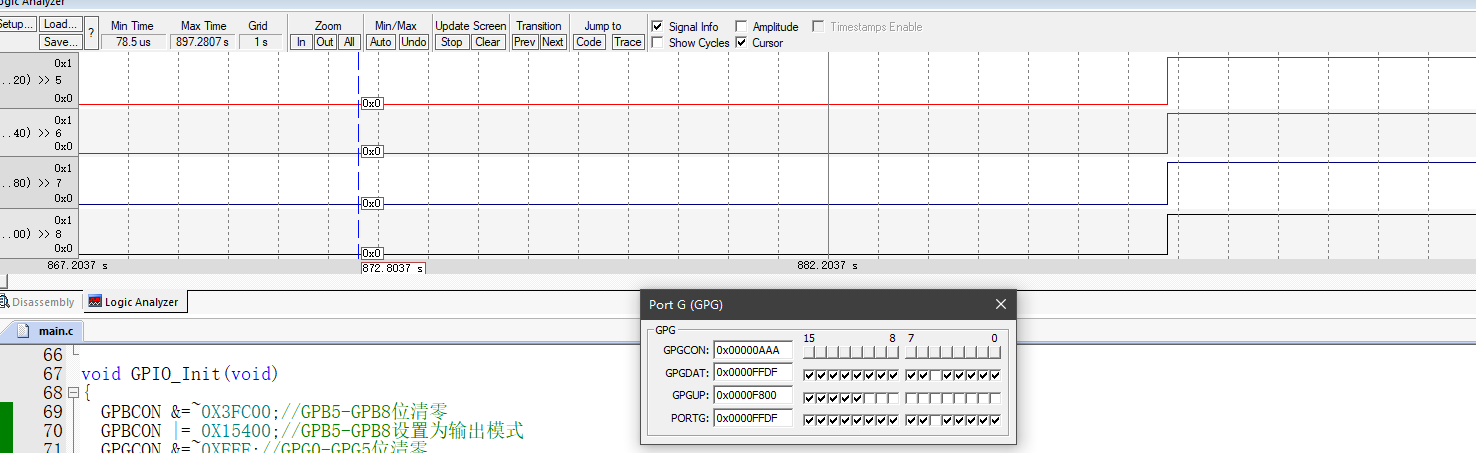 Logic Analyzer
Setup... Load... Min Time Max Time Grid Zoom Min/Max Update Screen Transition Jump to Signal Info Amplitude Timestamps Enable
Save... ? 78.5 us 897.2807 s 1 s In Out All Auto Undo Stop Clear Prev Next Code Trace Show Cycles Cursor
0x1
..20) >> 5
0x0 0x0
0x1
..40) >> 6
0x0 0x0
0x1
..80) >> 7
0x0 0x0
0x1
..00) >> 8
0x0 0x0
867.2037 s 872.8037 s 882.2037 s
Disassembly Logic Analyzer
main.c
66
67 void GPIO_Init(void)
68 {
69 GPBCON &=~0X3FC00;//GPB5-GPB8位清零
70 GPBCON |= 0X15400;//GPB5-GPB8设置为输出模式
71 GPGCON &=~0XFFF;//GPG0-GPG5位清零
Port G (GPG)
GPG
15 8 7 0
GPGCON: 0x00000AAA
GPGDAT: 0x0000FFDF
GPGUP: 0x0000F800
PORTG: 0x0000FFDF